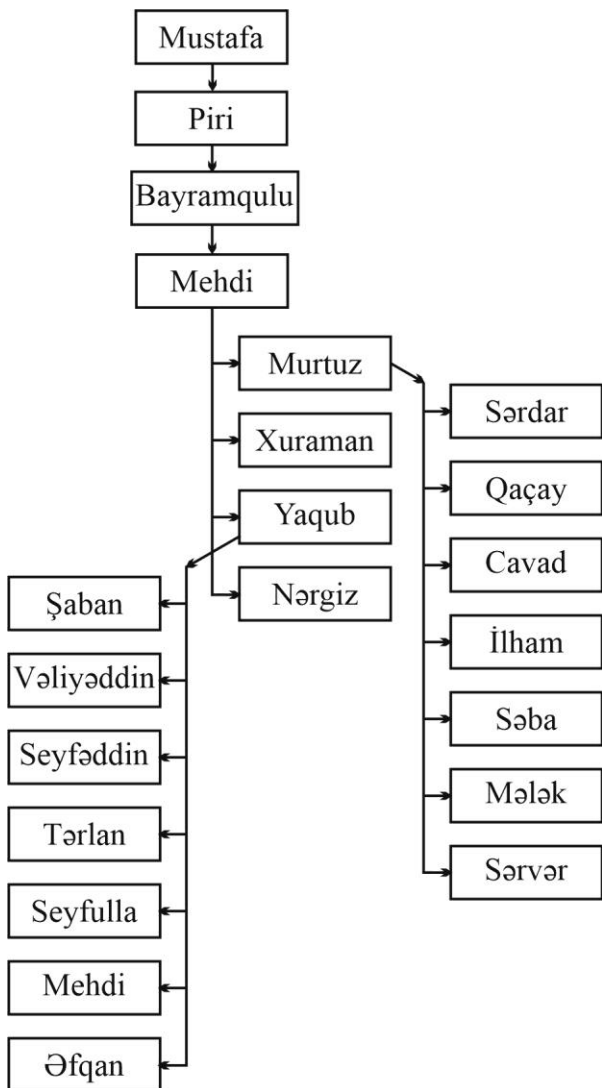 Mustafa
Piri
Bayramqulu
Mehdi
Murtuz
Xuraman
Yaqub
Nərgiz
Sərdar
Qaçay
Cavad
İlham
Səba
Mələk
Sərvər
Şaban
Vəliyəddin
Seyfəddin
Tərlan
Seyfulla
Mehdi
Əfqan